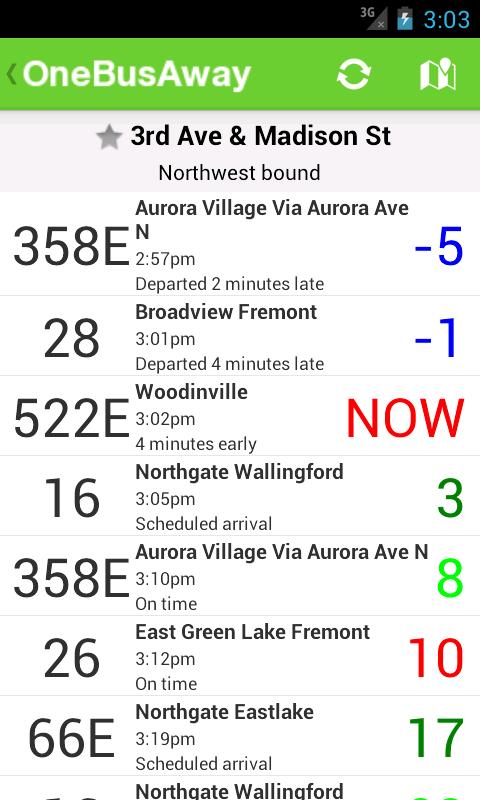 3G 3:03
OneBusAway
3rd Ave & Madison St
Northwest bound
358E
Aurora Village Via Aurora Ave
N
2:57pm
Departed 2 minutes late
-5
28
Broadview Fremont
3:01pm
Departed 4 minutes late
-1
522E
Woodinville
3:02pm
4 minutes early
NOW
16
Northgate Wallingford
3:05pm
Scheduled arrival
3
358E
Aurora Village Via Aurora Ave N
3:10pm
On time
8
26
East Green Lake Fremont
3:12pm
On time
10
66E
Northgate Eastlake
3:19pm
Scheduled arrival
17
Northgate Wallingford